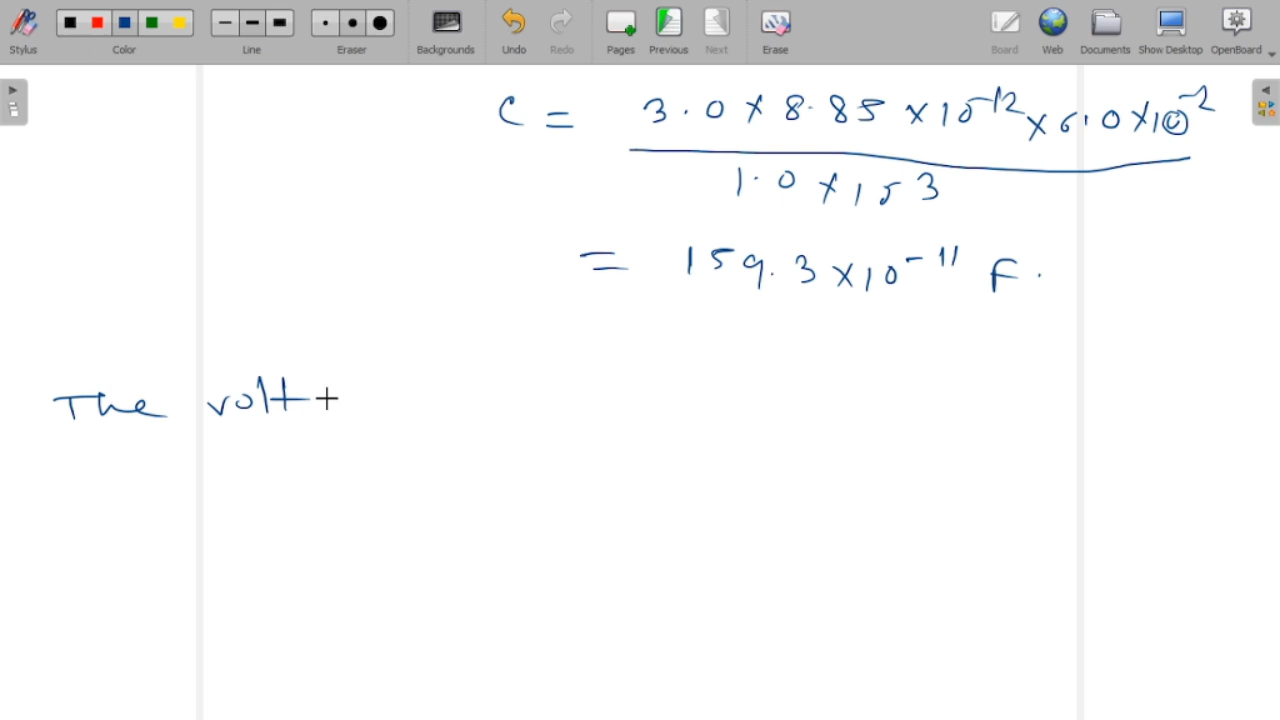 Stylus Color Line Eraser Backgrounds Undo Redo Pages Previous Next Erase Board Web Documents Show Desktop OpenBoard
C = 3.0 × 8.85 × 10⁻¹² × 6.0 × 10⁻²
1.0 × 10⁻³
= 159.3 × 10⁻¹¹ F.
The volt